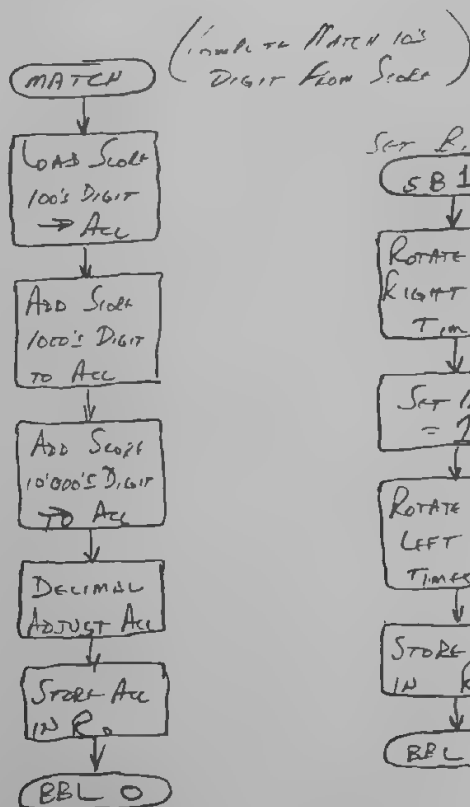 MATCH
(COMPUTE MATCH 10'S
DIGIT FROM SCORE)
LOAD SCORE
100'S DIGIT
→ ACC
ADD SCORE
1000'S DIGIT
TO ACC
ADD SCORE
10'000'S DIGIT
TO ACC
DECIMAL
ADJUST ACC
STORE ACC
IN R0
BBL 0
SET
SB1
ROTATE
RIGHT
TIM
SET
= 1
ROTATE
LEFT
TIMES
STORE
IN R
BBL